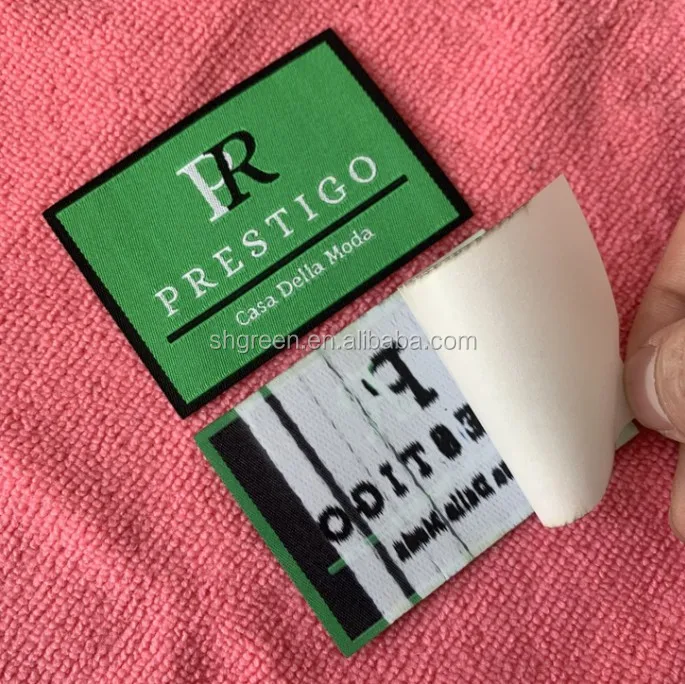 PR
PRESTIGO
Casa Della Moda
shgreen.en.alibaba.com